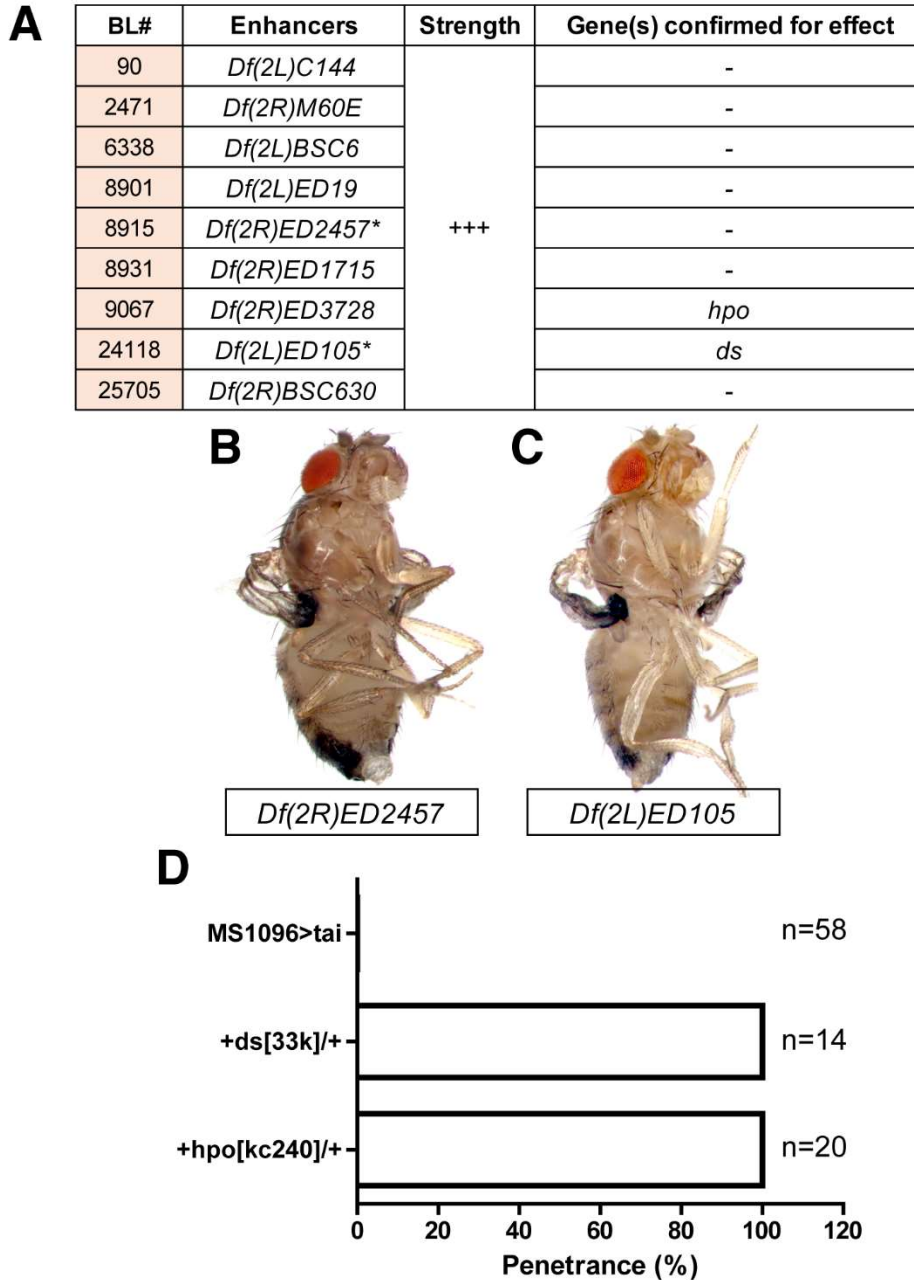 A
BL# Enhancers Strength Gene(s) confirmed for effect
90 Df(2L)C144 -
2471 Df(2R)M60E -
6338 Df(2L)BSC6 -
8901 Df(2L)ED19 -
8915 Df(2R)ED2457* +++ -
8931 Df(2R)ED1715 -
9067 Df(2R)ED3728 hpo
24118 Df(2L)ED105* ds
25705 Df(2R)BSC630 -
B C
Df(2R)ED2457 Df(2L)ED105
D
MS1096>tai n=58
+ds[33k]/+ n=14
+hpo[kc240]/+ n=20
0 20 40 60 80 100 120
Penetrance (%)